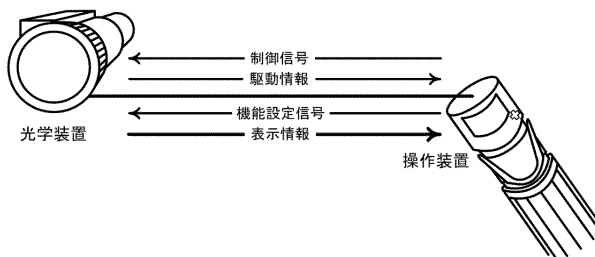 制御信号
駆動情報
機能設定信号
表示情報
光学装置
操作装置